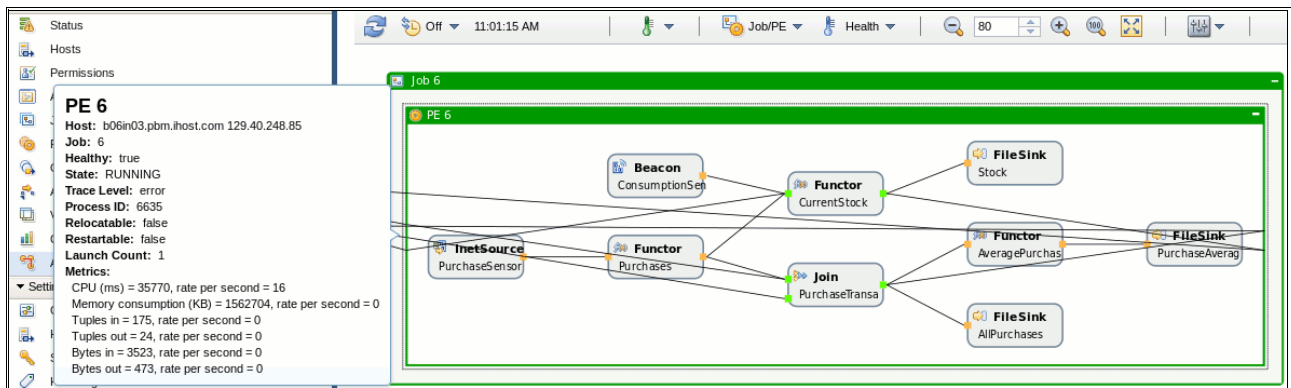 Status
Hosts
Permissions
Off 11:01:15 AM Job/PE Health 80 100
Job 6
PE 6
PE 6
Host: b06in03.pbm.ihost.com 129.40.248.85
Job: 6
Healthy: true
State: RUNNING
Trace Level: error
Process ID: 6635
Relocatable: false
Restartable: false
Launch Count: 1
Metrics:
CPU (ms) = 35770, rate per second = 16
Memory consumption (KB) = 1562704, rate per second = 0
Tuples in = 175, rate per second = 0
Tuples out = 24, rate per second = 0
Bytes in = 3523, rate per second = 0
Bytes out = 473, rate per second = 0
Setti
Beacon
ConsumptionSen
Functor
CurrentStock
FileSink
Stock
InetSource
PurchaseSensor
Functor
Purchases
Join
PurchaseTransa
Functor
AveragePurchas
FileSink
PurchaseAverag
FileSink
AllPurchases